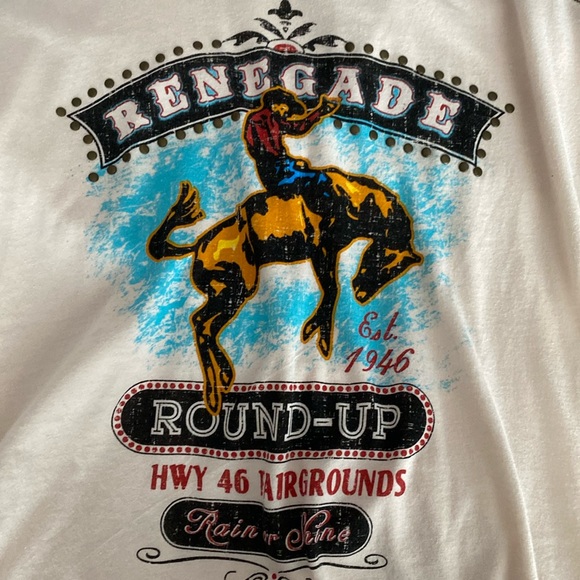 RENEGADE
Est.
1946
ROUND-UP
HWY 46 FAIRGROUNDS
Rain or Shine